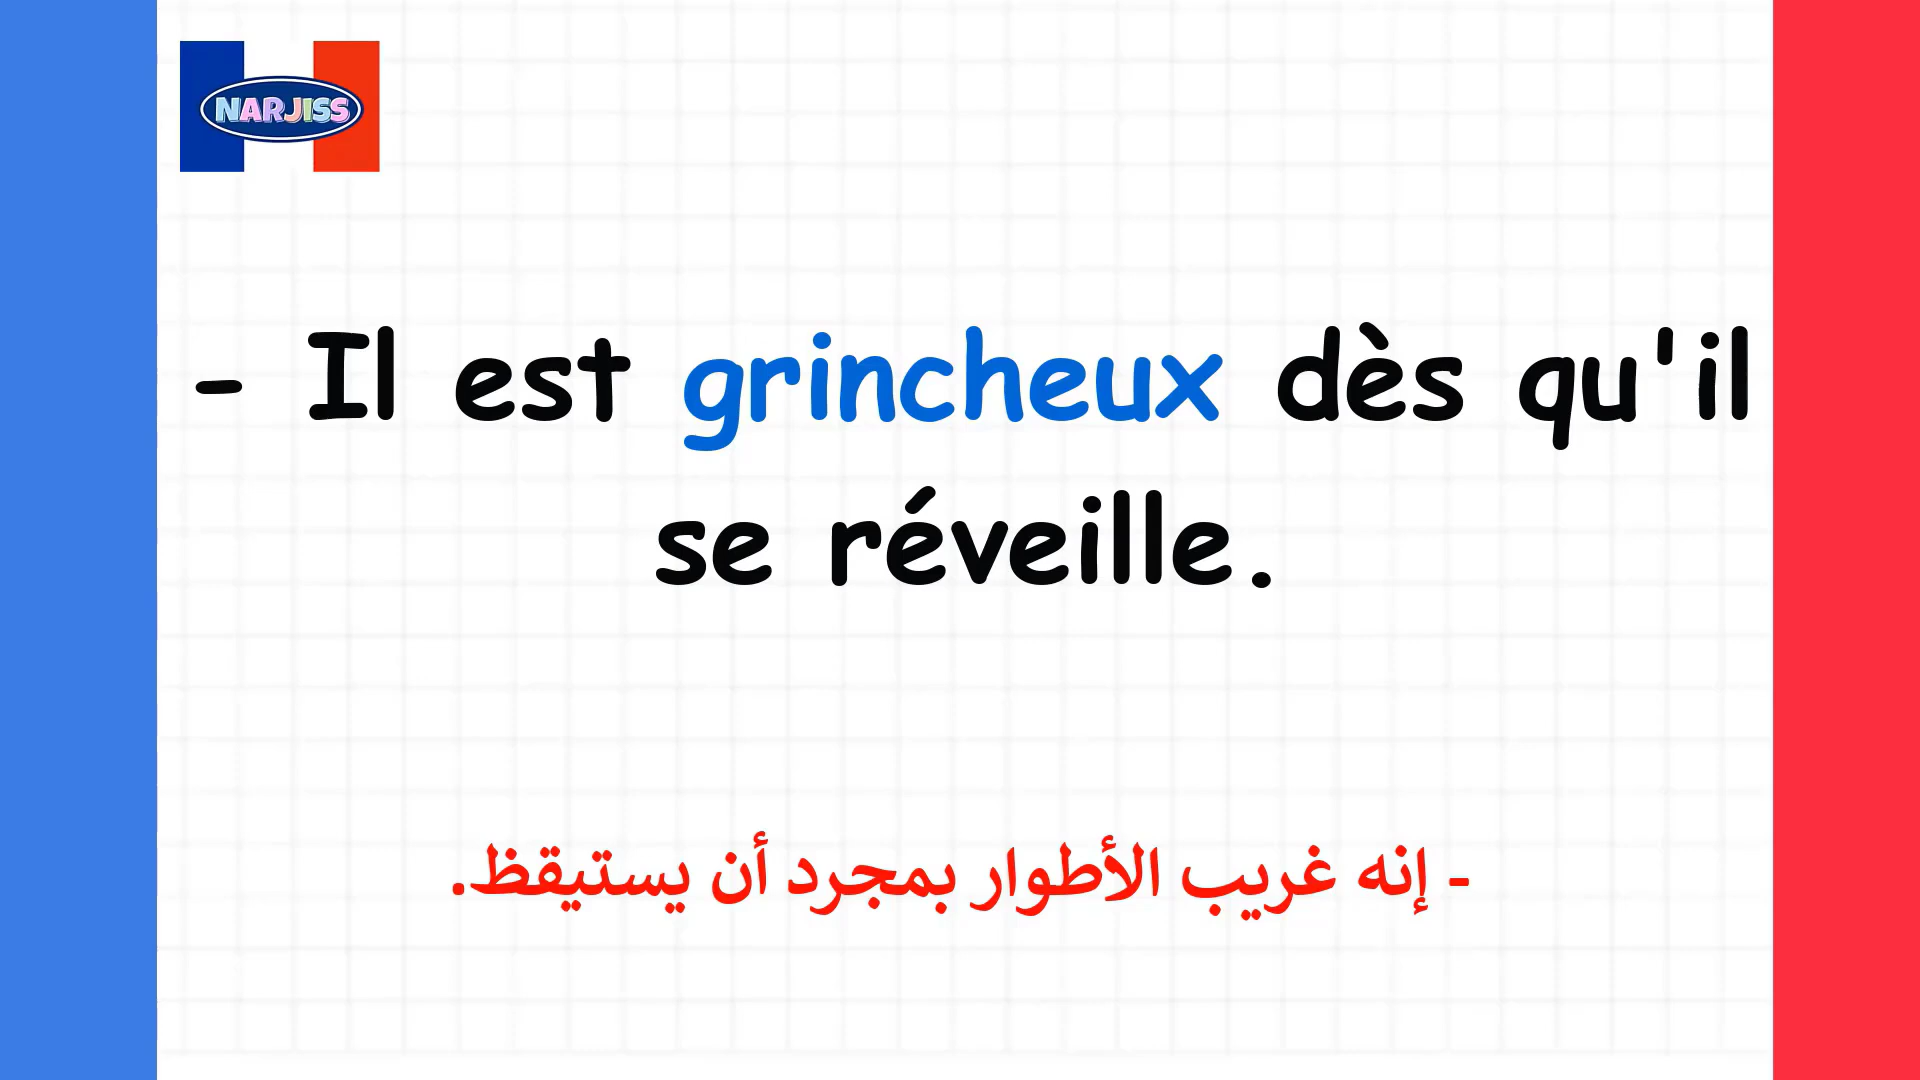 NARJISS
- Il est grincheux dès qu'il
se réveille.
- إنه غريب الأطوار بمجرد أن يستيقظ.